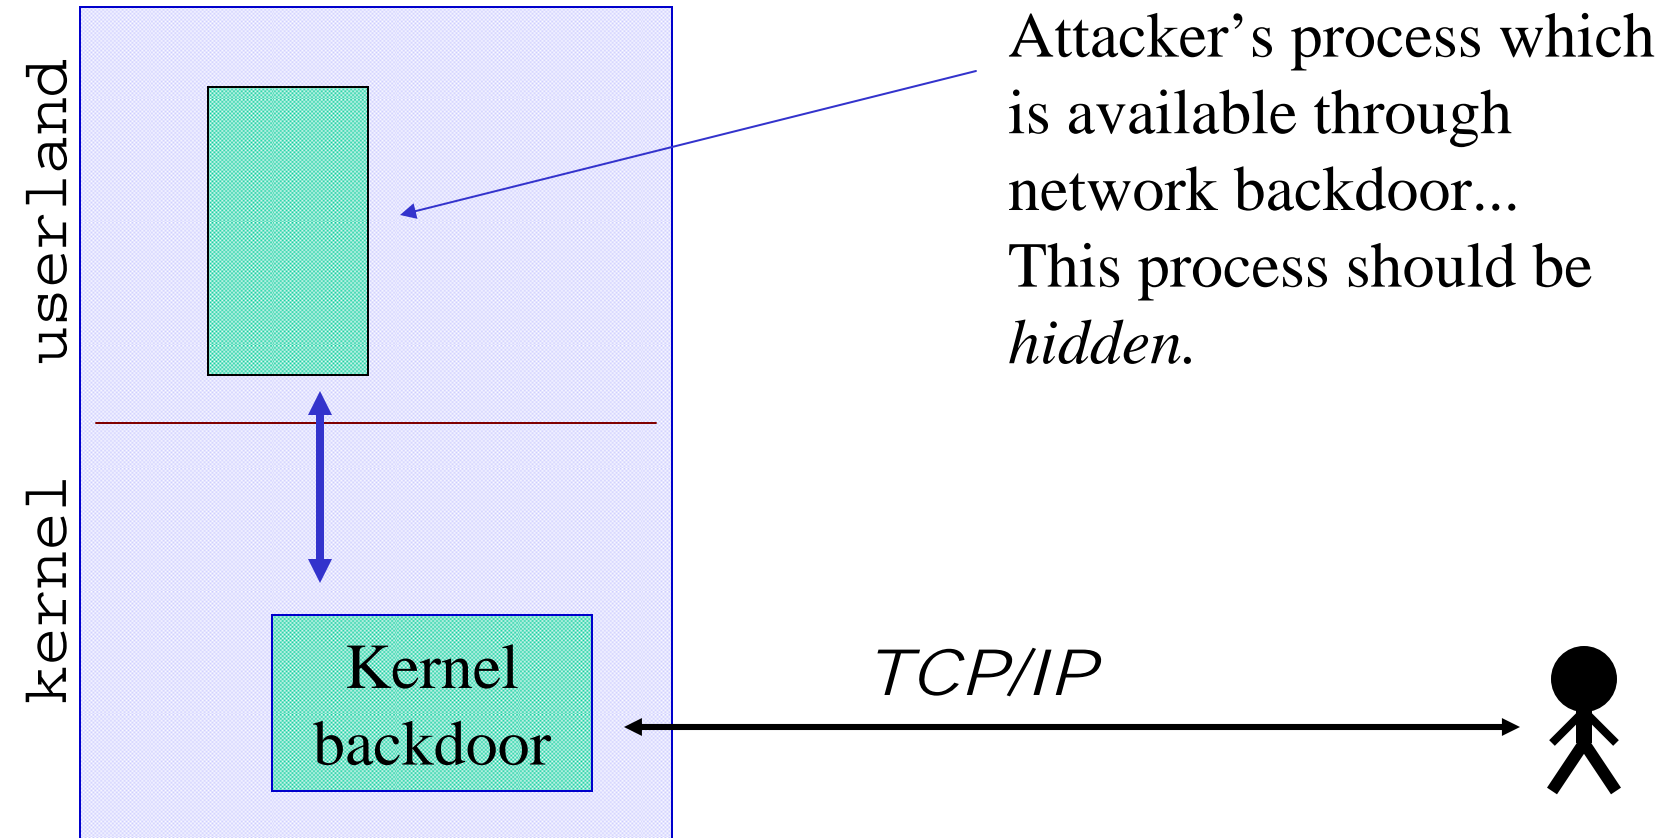 userland
Attacker’s process which
is available through
network backdoor...
This process should be
hidden.
kernel
Kernel
backdoor
TCP/IP